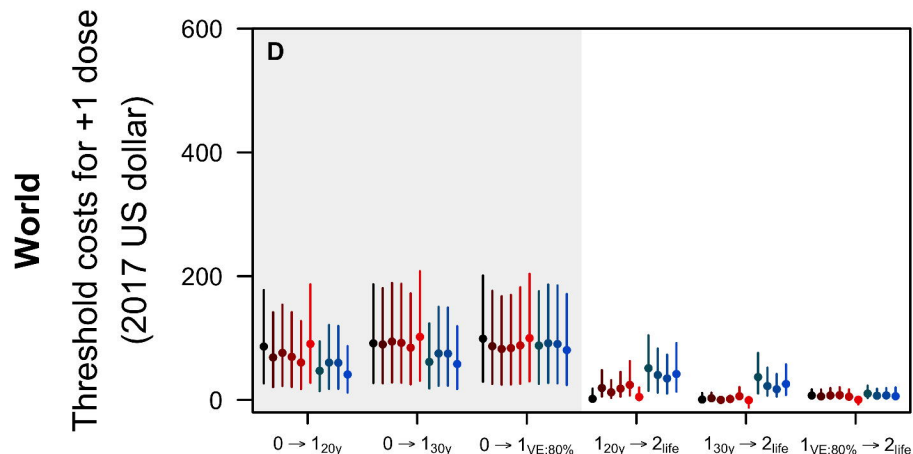 World
Threshold costs for +1 dose
(2017 US dollar)
600
400
200
0
D
0 → 1₂₀y
0 → 1₃₀y
0 → 1VE:80%
1₂₀y → 2life
1₃₀y → 2life
1VE:80% → 2life